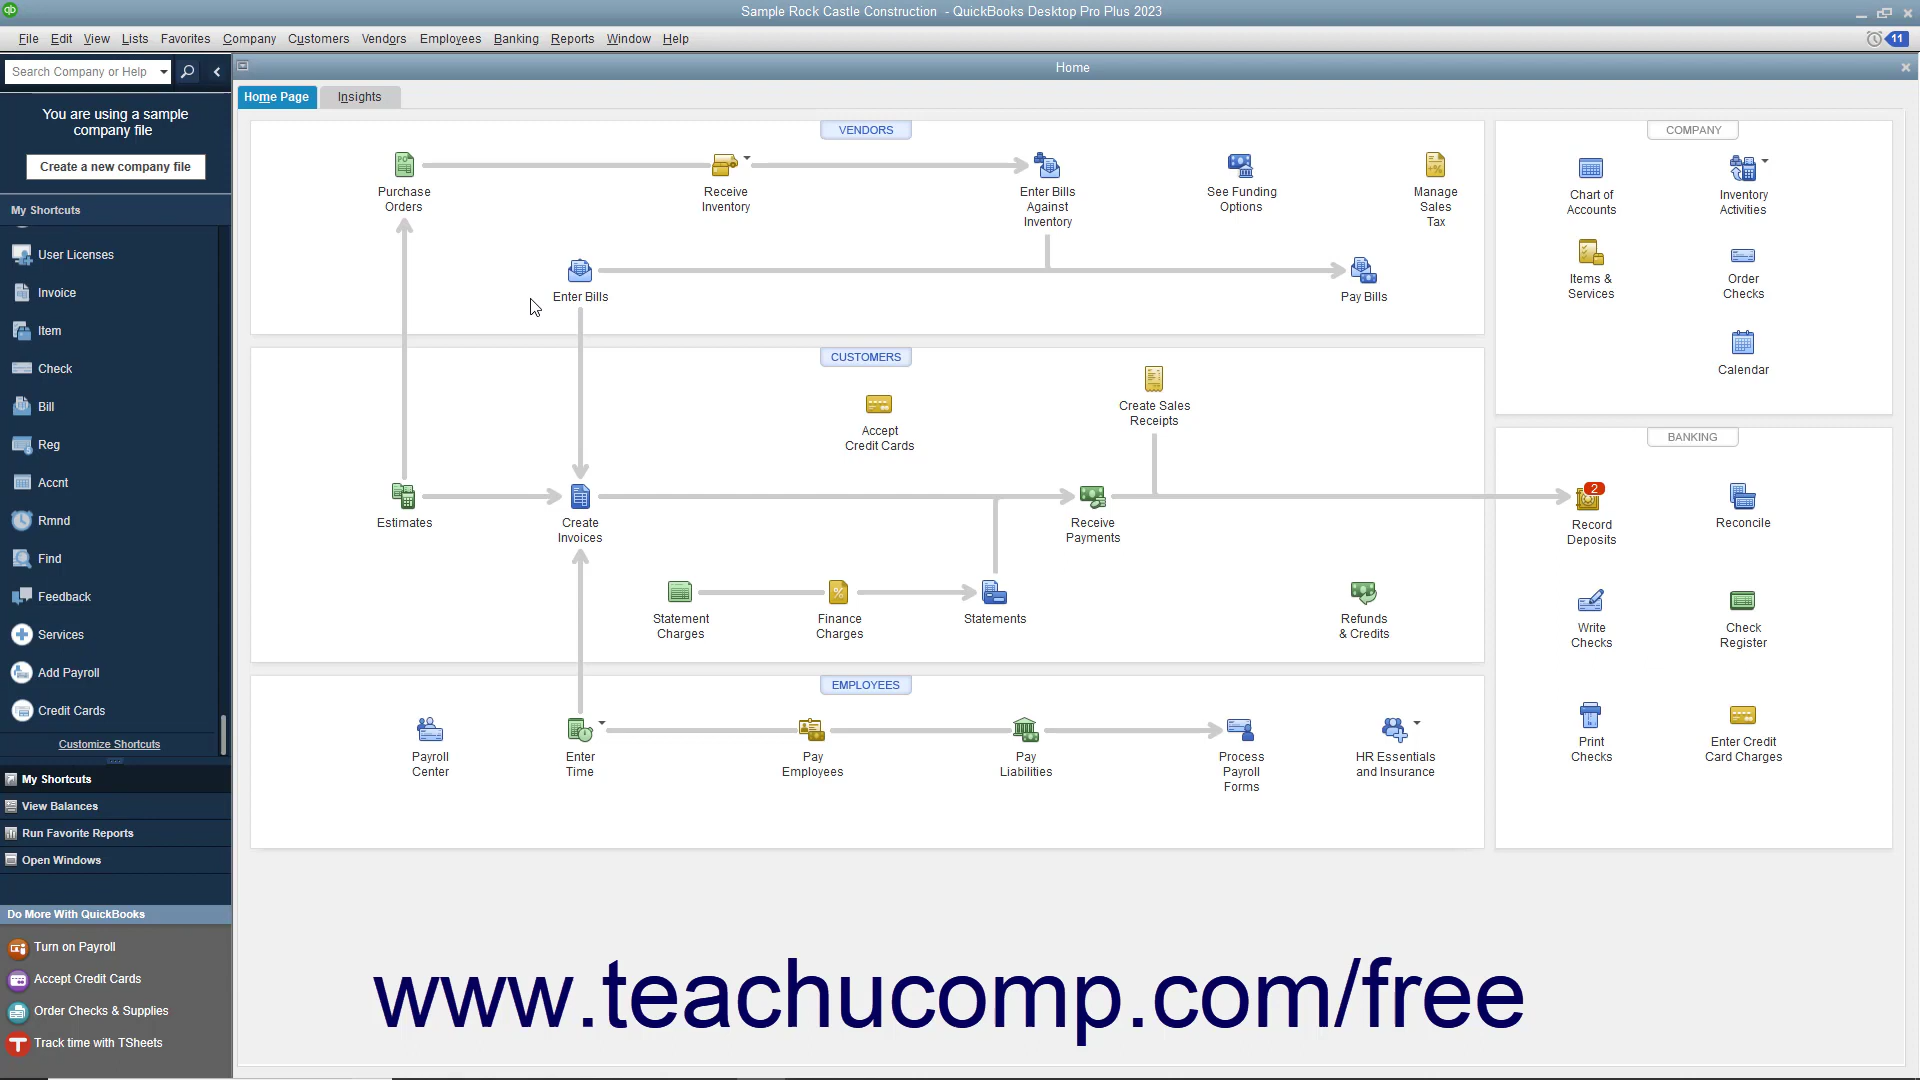 Sample Rock Castle Construction - QuickBooks Desktop Pro Plus 2023
File Edit View Lists Favorites Company Customers Vendors Employees Banking Reports Window Help
11
Search Company or Help
Home
You are using a sample
company file
Create a new company file
My Shortcuts
User Licenses
Invoice
Item
Check
Bill
Reg
Accnt
Rmnd
Find
Feedback
Services
Add Payroll
Credit Cards
Customize Shortcuts
My Shortcuts
View Balances
Run Favorite Reports
Open Windows
Do More With QuickBooks
Turn on Payroll
Accept Credit Cards
Order Checks & Supplies
Track time with TSheets
Home Page
Insights
VENDORS
Purchase
Orders
Receive
Inventory
Enter Bills
Against
Inventory
See Funding
Options
Manage
Sales
Tax
Enter Bills
Pay Bills
CUSTOMERS
Accept
Credit Cards
Create Sales
Receipts
Estimates
Create
Invoices
Receive
Payments
Statement
Charges
Finance
Charges
Statements
Refunds
& Credits
EMPLOYEES
Payroll
Center
Enter
Time
Pay
Employees
Pay
Liabilities
Process
Payroll
Forms
HR Essentials
and Insurance
COMPANY
Chart of
Accounts
Inventory
Activities
Items &
Services
Order
Checks
Calendar
BANKING
2
Record
Deposits
Reconcile
Write
Checks
Check
Register
Print
Checks
Enter Credit
Card Charges
www.teachucomp.com/free